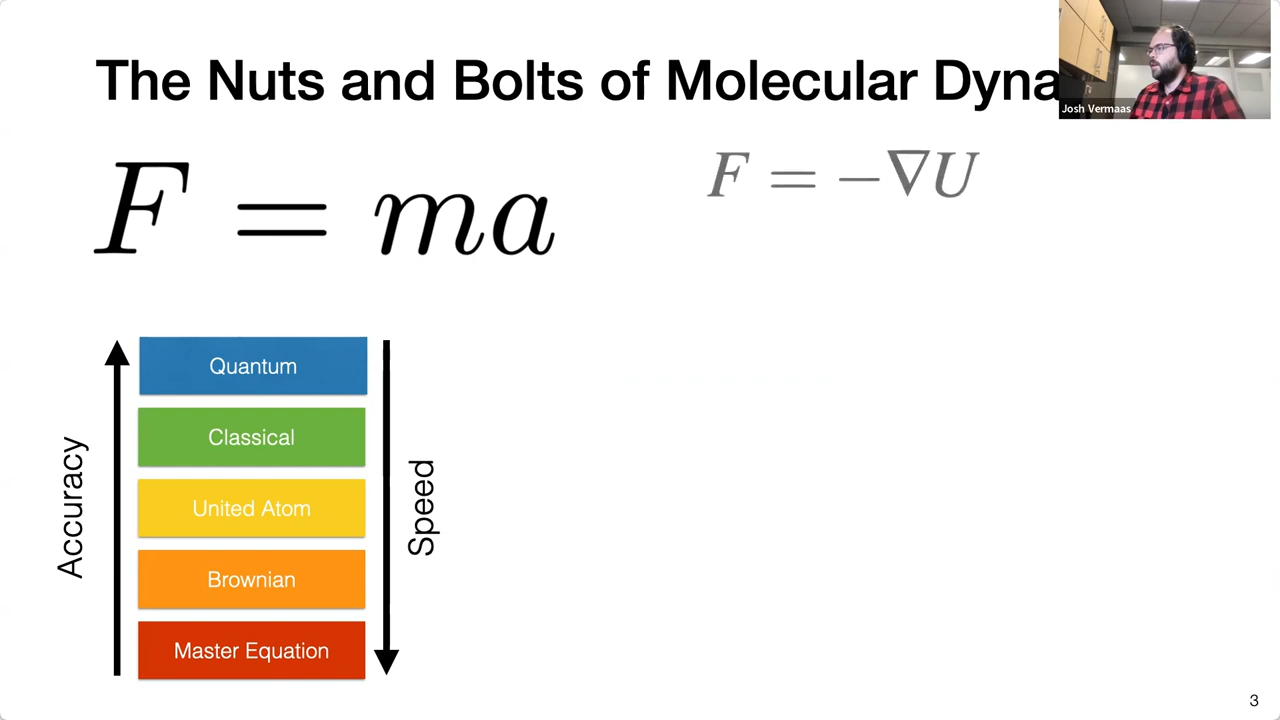 The Nuts and Bolts of Molecular Dyna
Josh Vermaas
F = ma
F = −∇U
Accuracy
Quantum
Classical
United Atom
Brownian
Master Equation
Speed
3